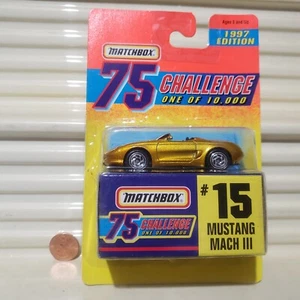 Ages 3 and Up
MATCHBOX
1997
EDITION
75 CHALLENGE
ONE OF 10,000
MATCHBOX
75 CHALLENGE
ONE OF 10,000
#15
MUSTANG
MACH III